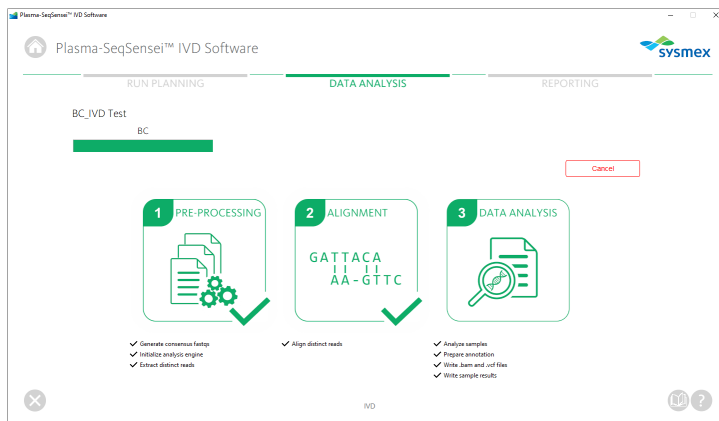 Plasma-SeqSensei™ IVD Software
Plasma-SeqSensei™ IVD Software
sysmex
RUN PLANNING
DATA ANALYSIS
REPORTING
BC_IVD Test
BC
Cancel
1 PRE-PROCESSING
2 ALIGNMENT
GATTACA
AA-GTTC
3 DATA ANALYSIS
Generate consensus fastqs
Initialize analysis engine
Extract distinct reads
Align distinct reads
Analyze samples
Prepare annotation
Write .bam and .vcf files
Write sample results
IVD
?